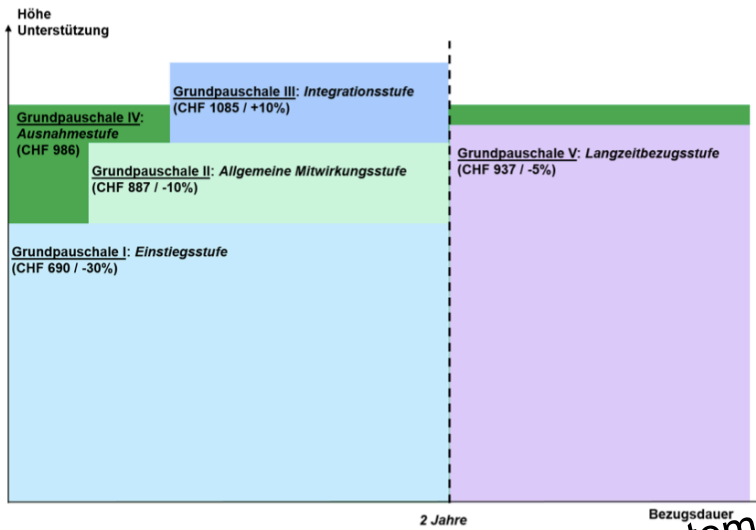 Höhe
Unterstützung
Grundpauschale III: Integrationsstufe
(CHF 1085 / +10%)
Grundpauschale IV:
Ausnahmestufe
(CHF 986)
Grundpauschale V: Langzeitbezugsstufe
(CHF 937 / -5%)
Grundpauschale II: Allgemeine Mitwirkungsstufe
(CHF 887 / -10%)
Grundpauschale I: Einstiegsstufe
(CHF 690 / -30%)
2 Jahre
Bezugsdauer